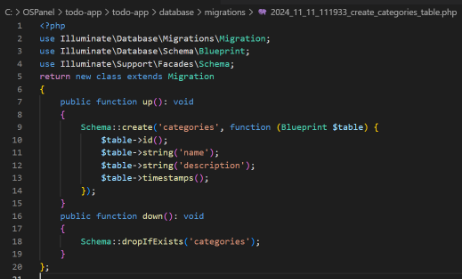 C: > OSPanel > todo-app > todo-app > database > migrations > 2024_11_11_111933_create_categories_table.php
1 <?php
2 use Illuminate\Database\Migrations\Migration;
3 use Illuminate\Database\Schema\Blueprint;
4 use Illuminate\Support\Facades\Schema;
5 return new class extends Migration
6 {
7 public function up(): void
8 {
9 Schema::create('categories', function (Blueprint $table) {
10 $table->id();
11 $table->string('name');
12 $table->string('description');
13 $table->timestamps();
14 });
15 }
16 public function down(): void
17 {
18 Schema::dropIfExists('categories');
19 }
20 };
21